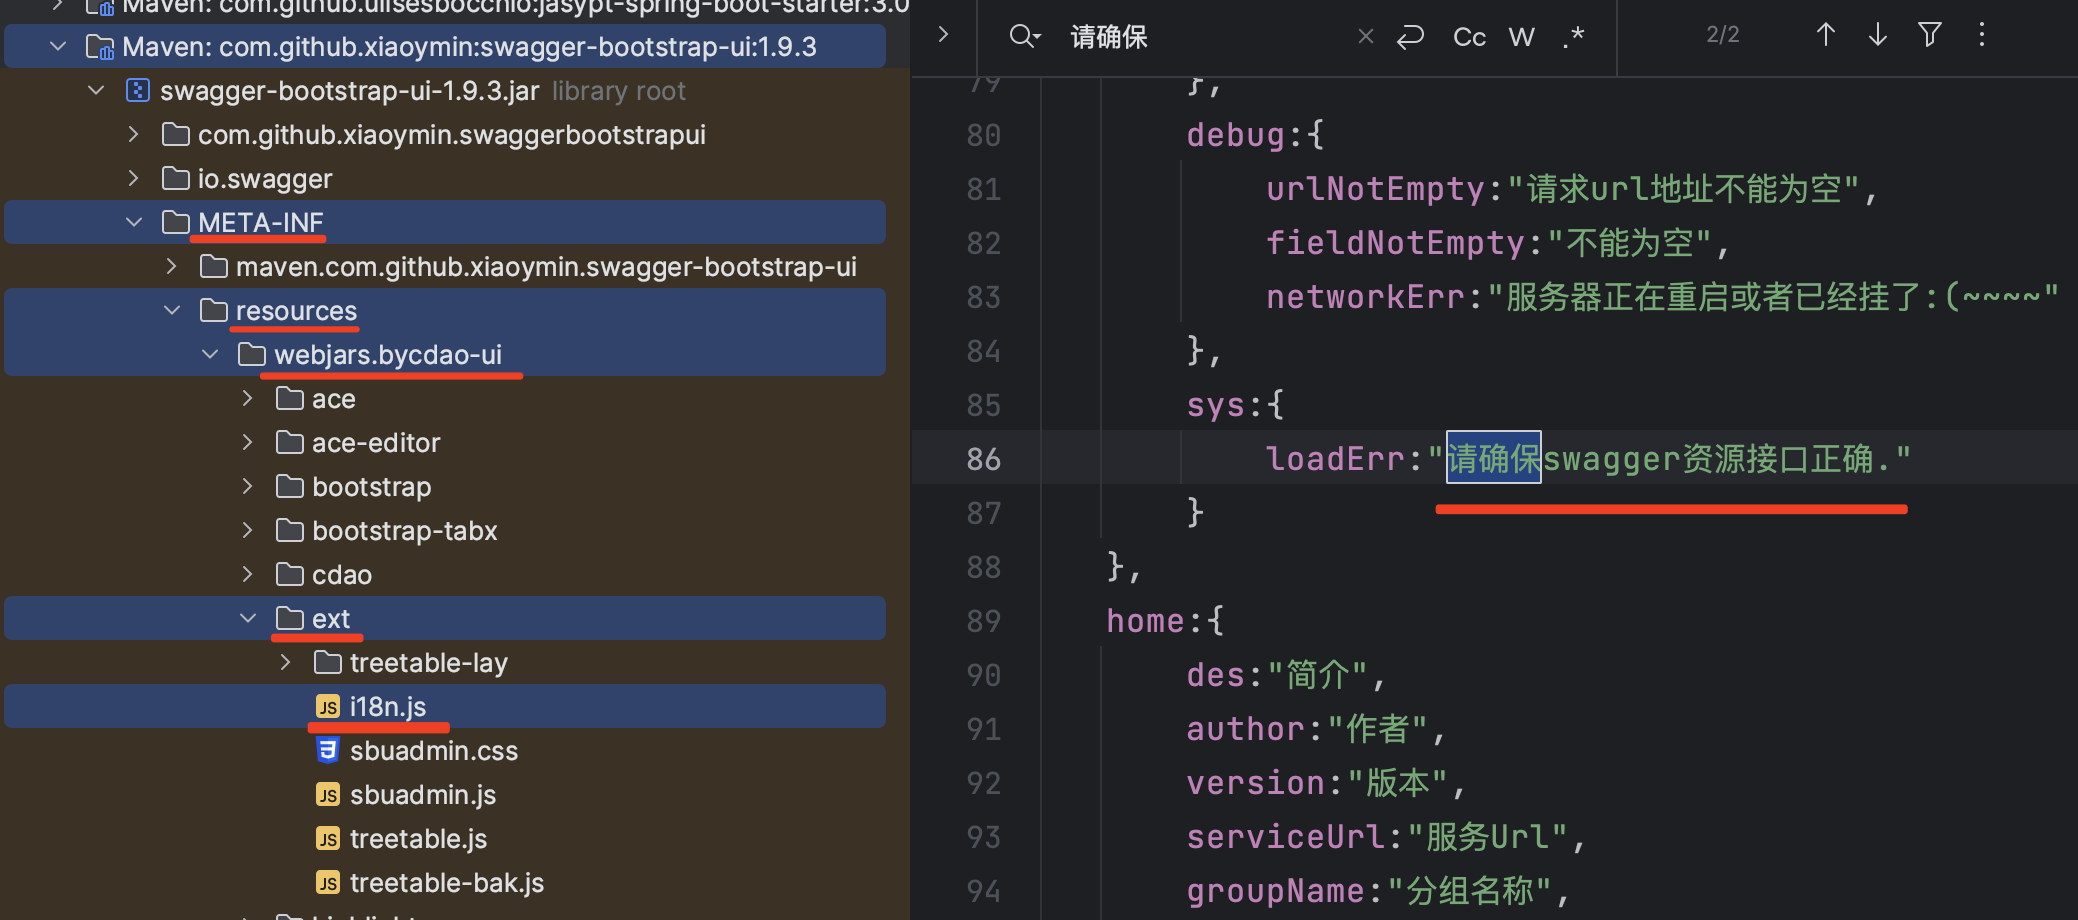 Maven: com.github.ulisesbocchio:jasypt-spring-boot-starter:3.0
Maven: com.github.xiaoymin:swagger-bootstrap-ui:1.9.3
swagger-bootstrap-ui-1.9.3.jar library root
com.github.xiaoymin.swaggerbootstrapui
io.swagger
META-INF
maven.com.github.xiaoymin.swagger-bootstrap-ui
resources
webjars.bycdao-ui
ace
ace-editor
bootstrap
bootstrap-tabx
cdao
ext
treetable-lay
i18n.js
sbuadmin.css
sbuadmin.js
treetable.js
treetable-bak.js
请确保
Cc W .*
2/2
79 },
80 debug:{
81 urlNotEmpty:"请求url地址不能为空",
82 fieldNotEmpty:"不能为空",
83 networkErr:"服务器正在重启或者已经挂了:(~~~~"
84 },
85 sys:{
86 loadErr:"请确保swagger资源接口正确."
87 }
88 },
89 home:{
90 des:"简介",
91 author:"作者",
92 version:"版本",
93 serviceUrl:"服务Url",
94 groupName:"分组名称",